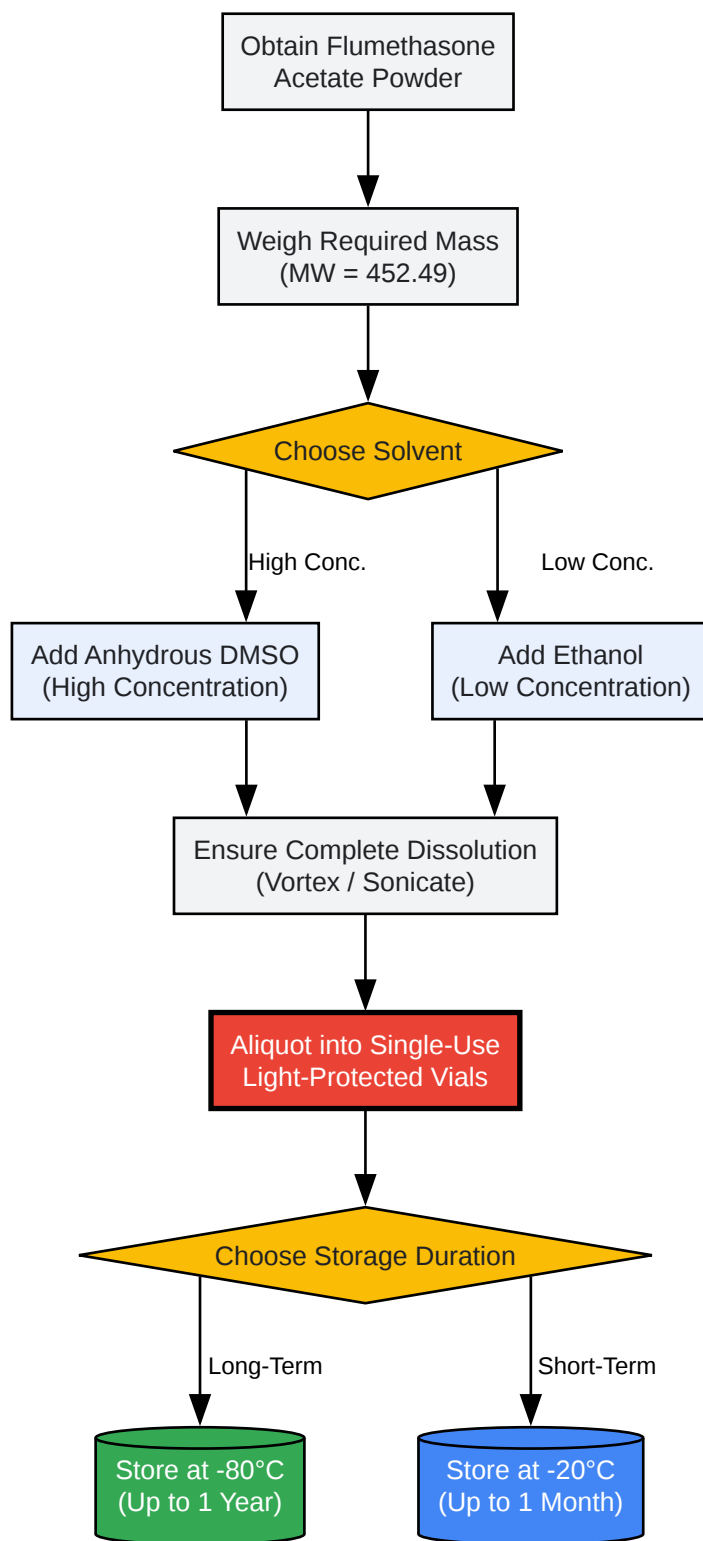 Obtain Flumethasone
Acetate Powder
Weigh Required Mass
(MW = 452.49)
Choose Solvent
High Conc.
Low Conc.
Add Anhydrous DMSO
(High Concentration)
Add Ethanol
(Low Concentration)
Ensure Complete Dissolution
(Vortex / Sonicate)
Aliquot into Single-Use
Light-Protected Vials
Choose Storage Duration
Long-Term
Short-Term
Store at -80°C
(Up to 1 Year)
Store at -20°C
(Up to 1 Month)